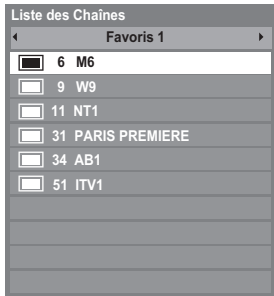 Liste des Chaînes
Favoris 1
6 M6
9 W9
11 NT1
31 PARIS PREMIERE
34 AB1
51 ITV1